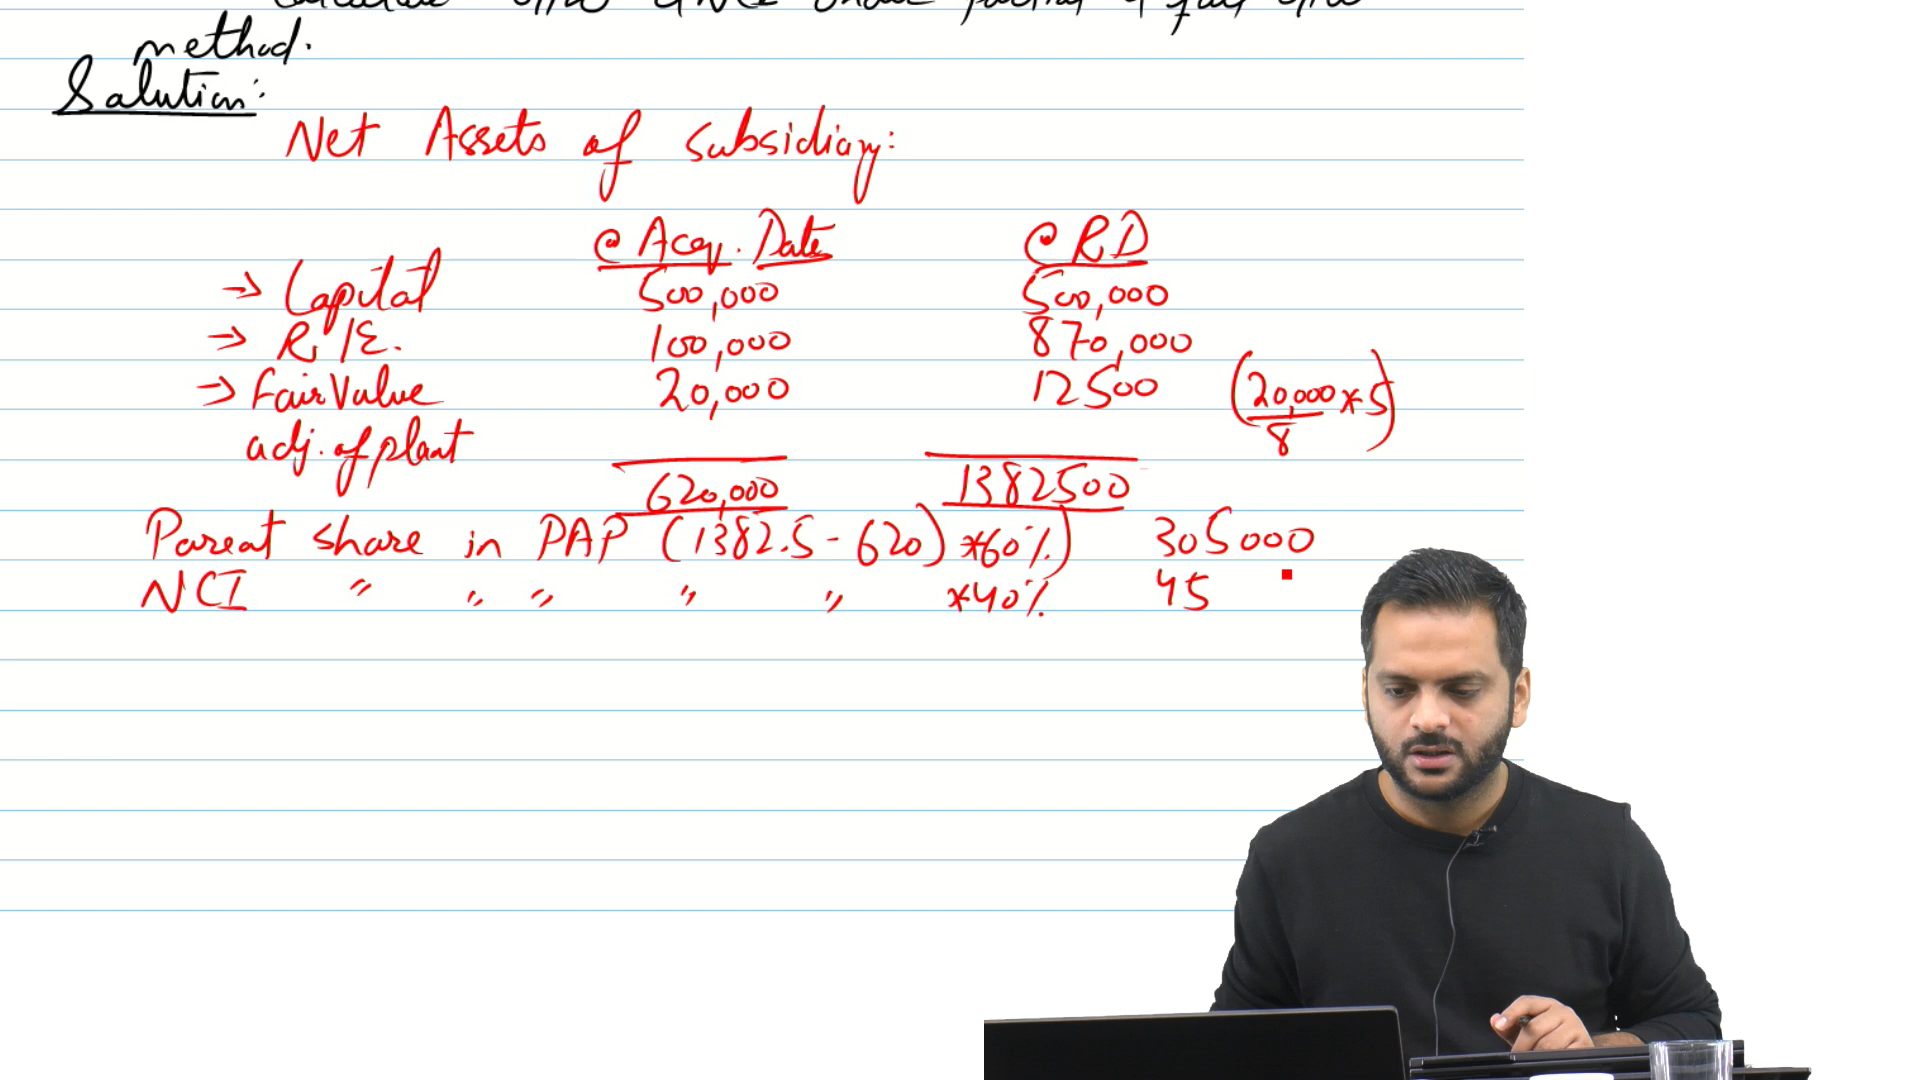 method.
Solution:
Net Assets of subsidiary:
@ Acq. Date @ RD
→ Capital 500,000 500,000
→ R/E. 100,000 870,000
→ Fair Value 20,000 12500 (20,000/8 * 5)
adj. of plant
620,000 1382500
Parent share in PAP (1382.5 - 620) *60%) 305000
NCI " " " " " *40% 45